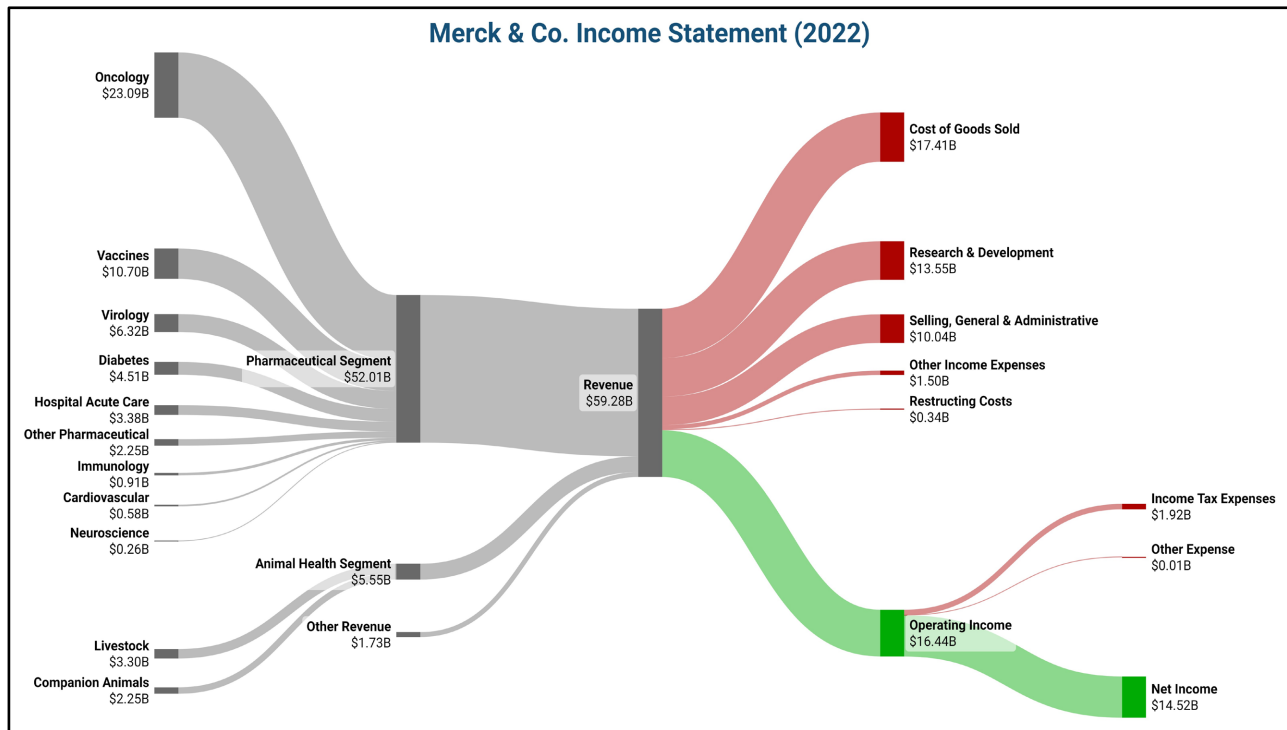 Merck & Co. Income Statement (2022)
Oncology
$23.09B
Vaccines
$10.70B
Virology
$6.32B
Diabetes
$4.51B
Hospital Acute Care
$3.38B
Other Pharmaceutical
$2.25B
Immunology
$0.91B
Cardiovascular
$0.58B
Neuroscience
$0.26B
Livestock
$3.30B
Companion Animals
$2.25B
Pharmaceutical Segment
$52.01B
Animal Health Segment
$5.55B
Other Revenue
$1.73B
Revenue
$59.28B
Cost of Goods Sold
$17.41B
Research & Development
$13.55B
Selling, General & Administrative
$10.04B
Other Income Expenses
$1.50B
Restructing Costs
$0.34B
Operating Income
$16.44B
Income Tax Expenses
$1.92B
Other Expense
$0.01B
Net Income
$14.52B